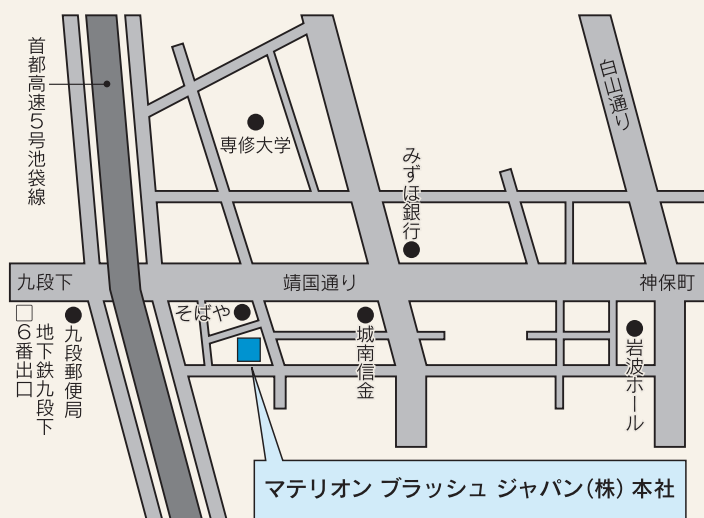 首都高速5号池袋線
専修大学
みずほ銀行
白山通り
九段下
靖国通り
神保町
そばや
□6番出口
地下鉄九段下
九段郵便局
城南信金
岩波ホール
マテリオン ブラッシュ ジャパン(株) 本社